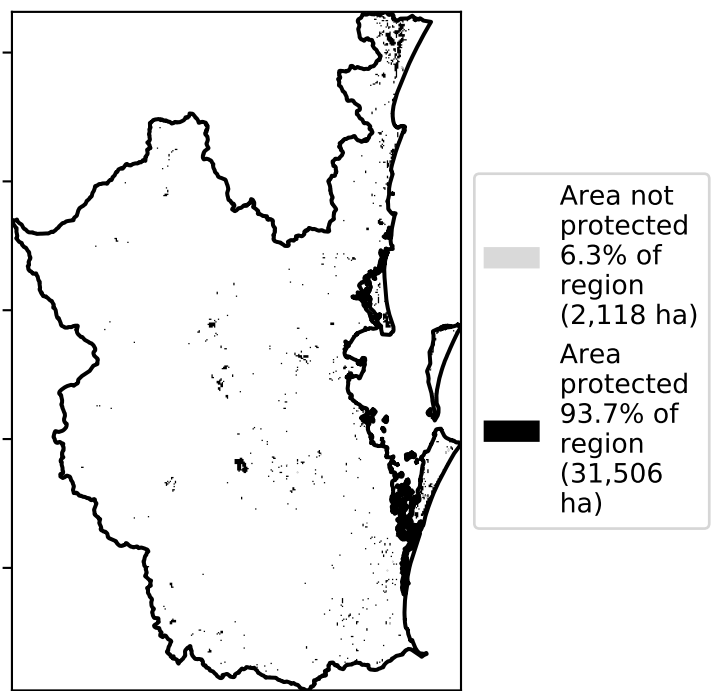 Area not
protected
6.3% of
region
(2,118 ha)
Area
protected
93.7% of
region
(31,506
ha)